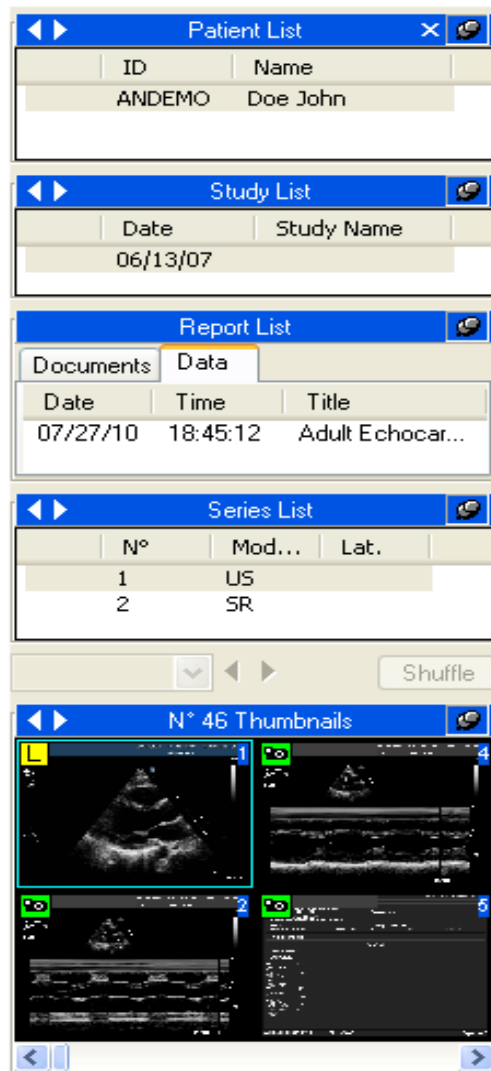 Patient List
ID Name
ANDEMO Doe John
Study List
Date Study Name
06/13/07
Report List
Documents Data
Date Time Title
07/27/10 18:45:12 Adult Echocar...
Series List
N° Mod... Lat.
1 US
2 SR
Shuffle
N° 46 Thumbnails
L 1 4
2 5